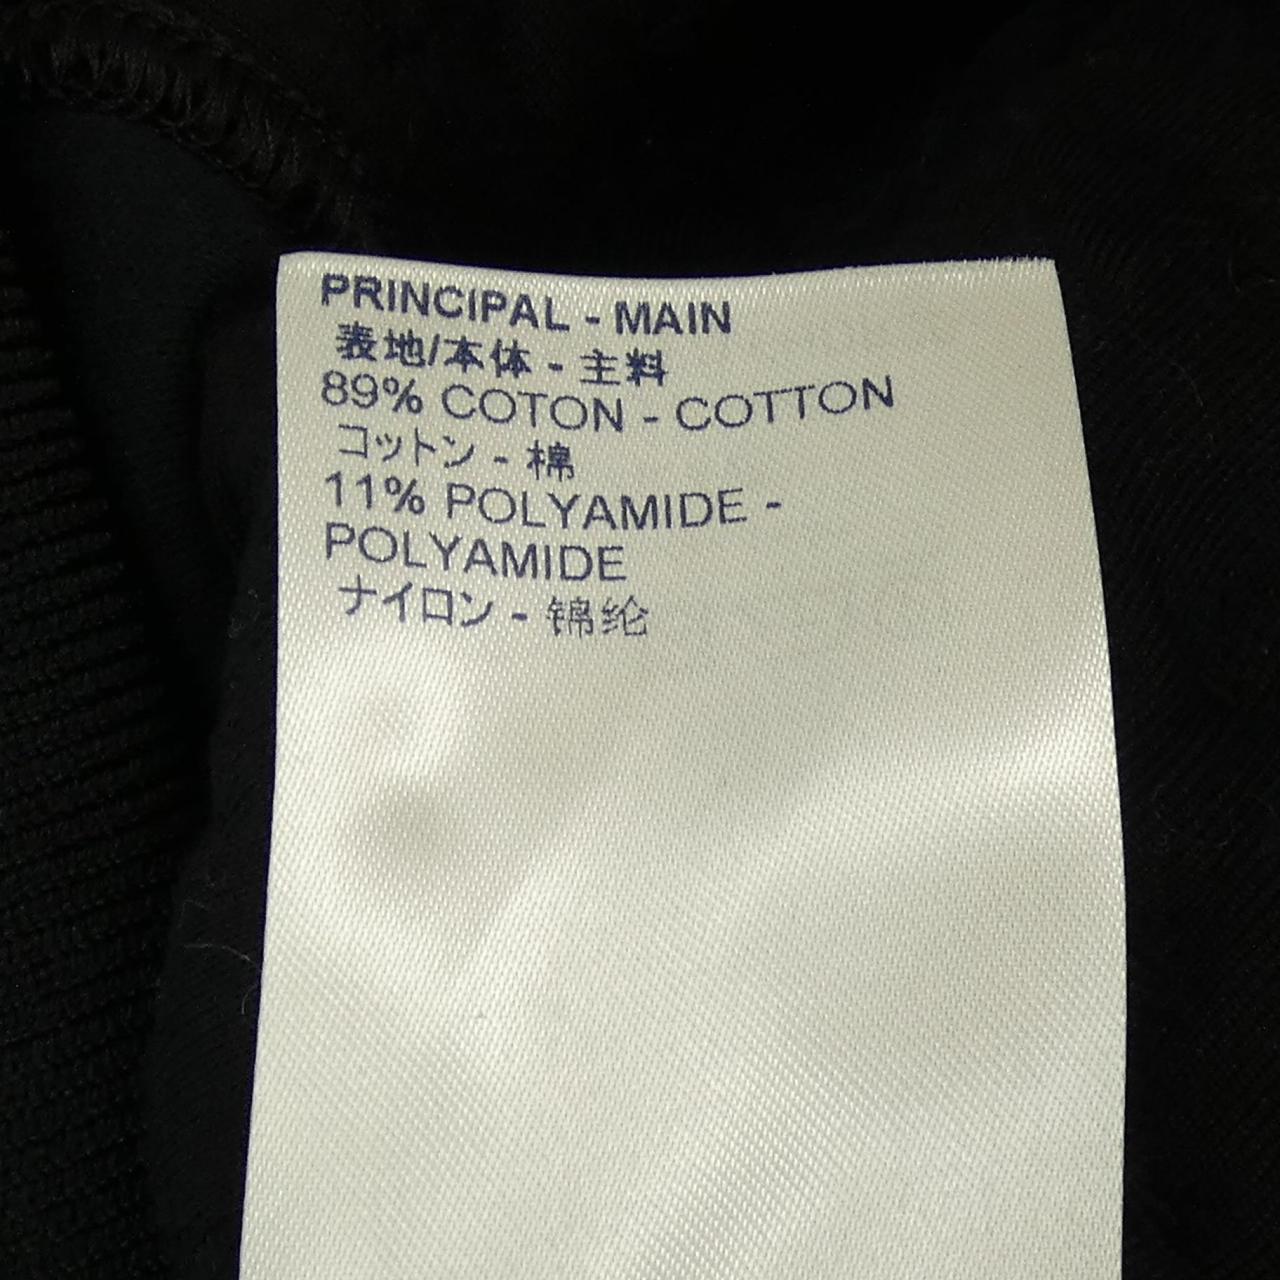 PRINCIPAL - MAIN
表地/本体 - 主料
89% COTON - COTTON
コットン - 棉
11% POLYAMIDE -
POLYAMIDE
ナイロン - 锦纶